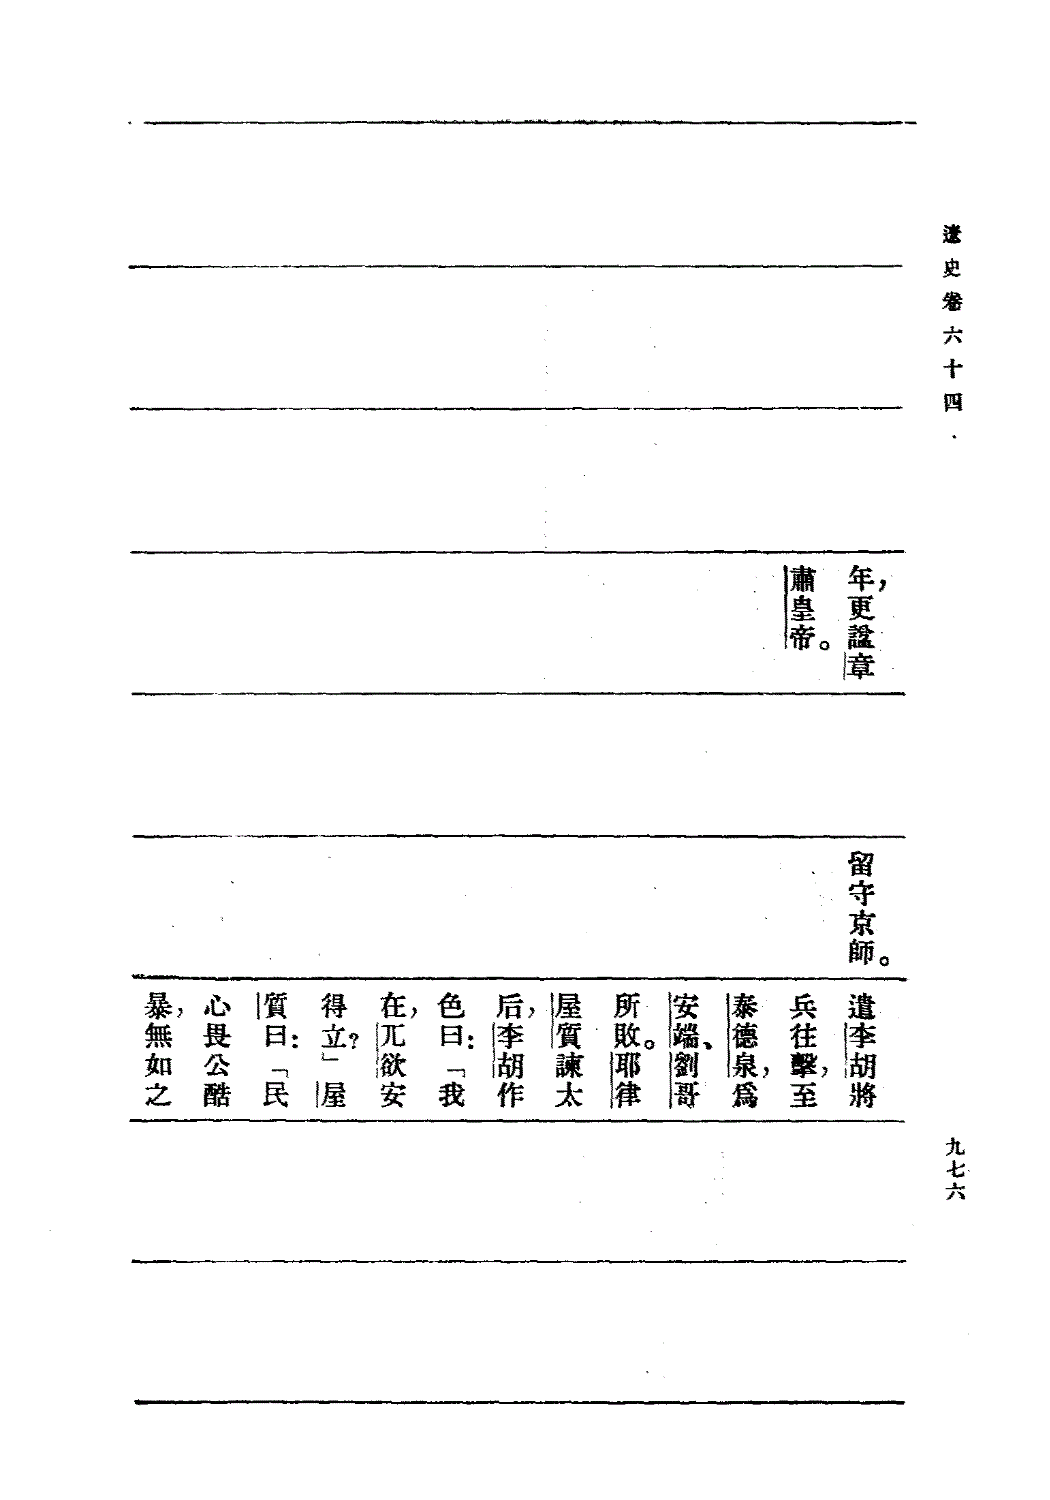 遼史卷六十四
年，更諡章
肅皇帝。
留守京師。
遣李胡將
兵往擊，至
泰德泉，爲
安端、劉哥
所敗。耶律
屋質諫太
后，李胡作
色曰：「我
在，兀欲安
得立？」屋
質曰：「民
心畏公酷
暴，無如之
九七六